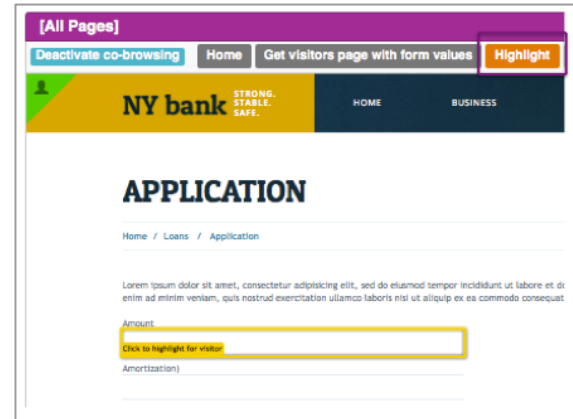 [All Pages]
Deactivate co-browsing Home Get visitors page with form values Highlight
NY bank STRONG.
STABLE.
SAFE.
HOME BUSINESS
APPLICATION
Home / Loans / Application
Lorem ipsum dolor sit amet, consectetur adipisicing elit, sed do eiusmod tempor incididunt ut labore et do
enim ad minim veniam, quis nostrud exercitation ullamco laboris nisi ut aliquip ex ea commodo consequat
Amount
Click to highlight for visitor
Amortization)